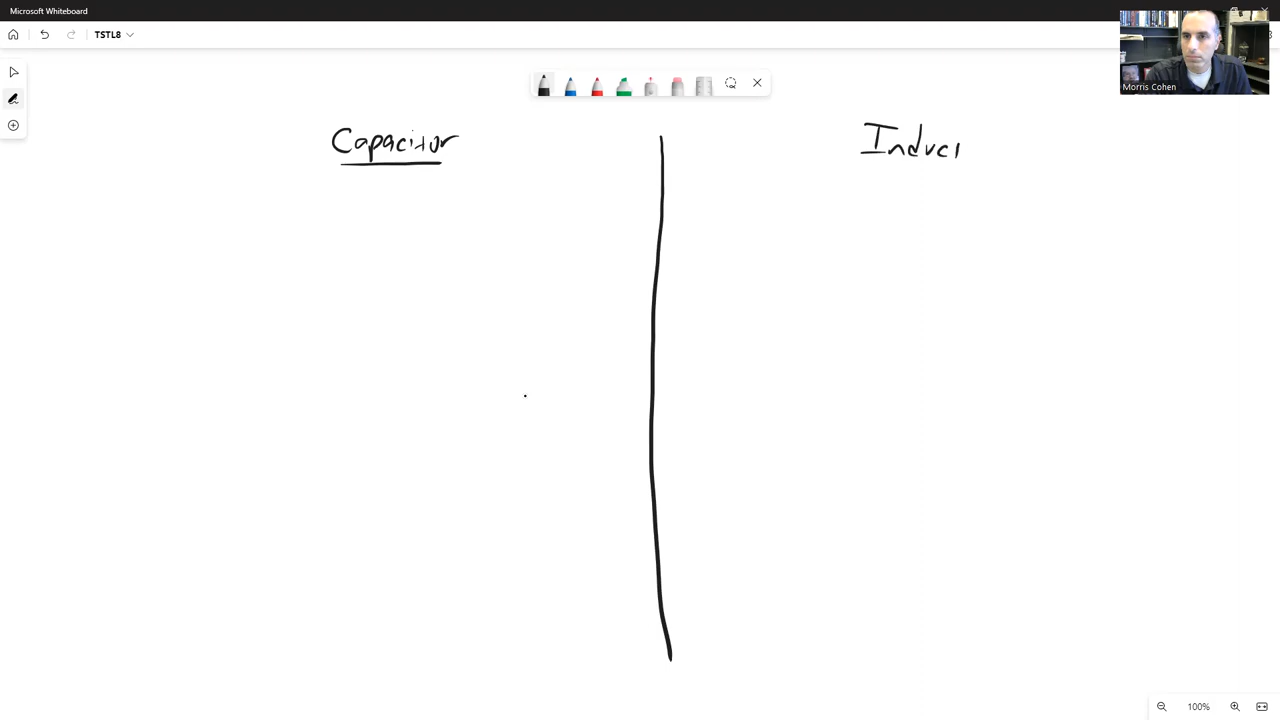 Microsoft Whiteboard
TSTL8
Morris Cohen
Capacitor
Induc
100%